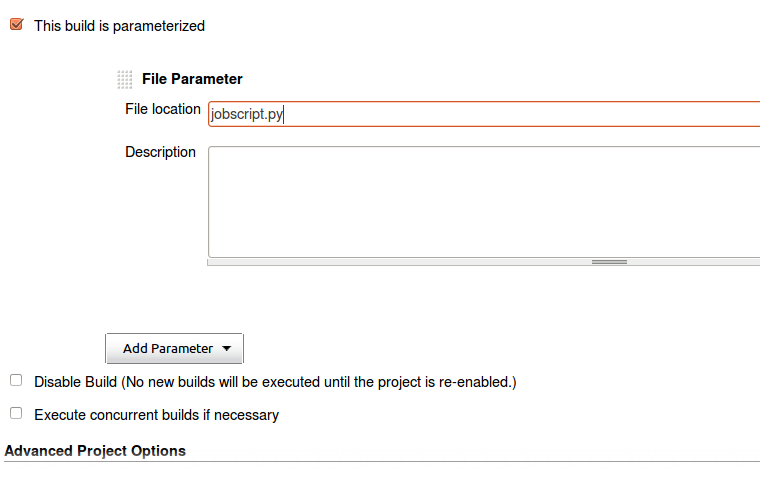 This build is parameterized
File Parameter
File location
jobscript.py
Description
Add Parameter
Disable Build (No new builds will be executed until the project is re-enabled.)
Execute concurrent builds if necessary
Advanced Project Options